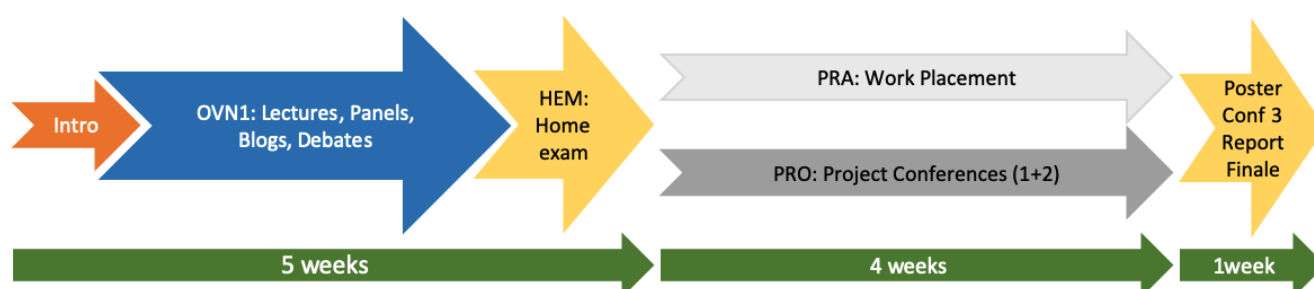 Intro
OVN1: Lectures, Panels,
Blogs, Debates
HEM:
Home
exam
PRA: Work Placement
PRO: Project Conferences (1+2)
Poster
Conf 3
Report
Finale
5 weeks
4 weeks
1week